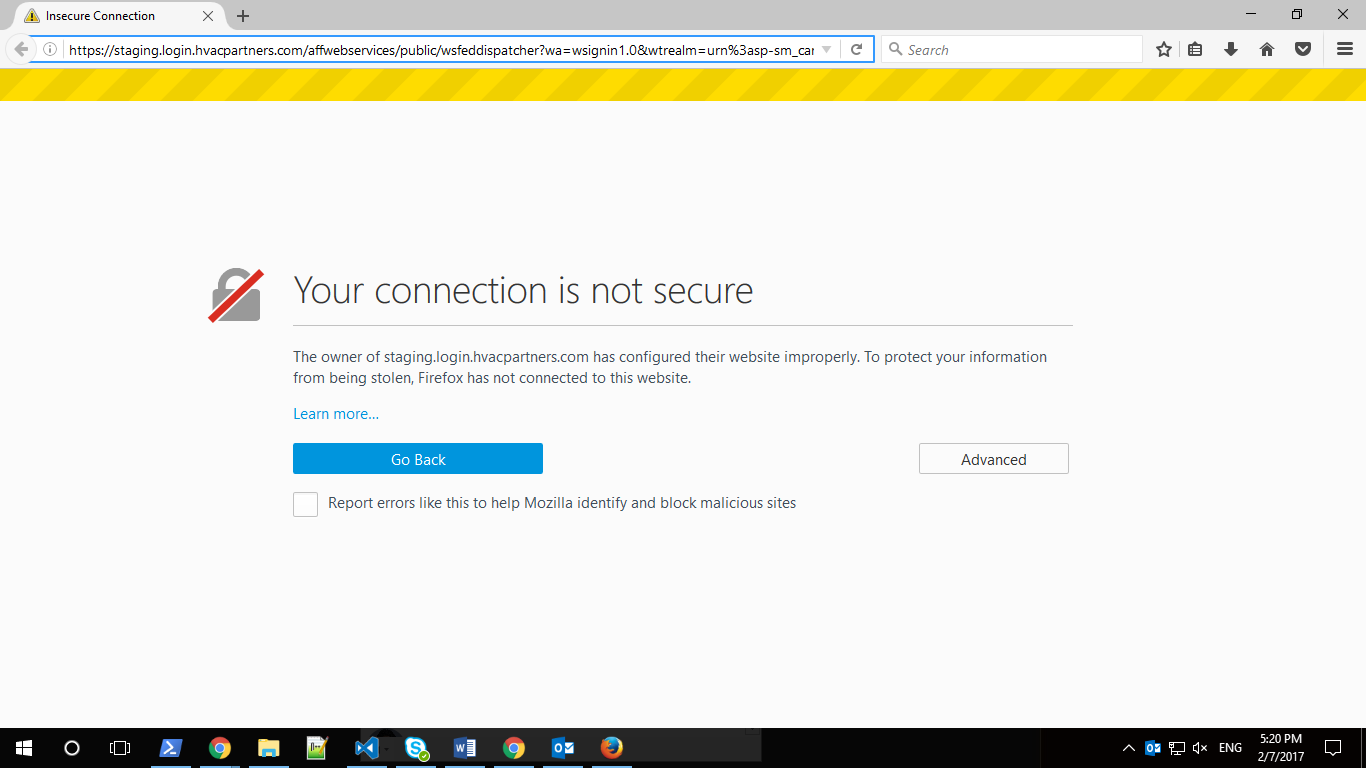 Insecure Connection
https://staging.login.hvacpartners.com/affwebservices/public/wsfeddispatcher?wa=wsignin1.0&wtrealm=urn%3asp-sm_car
Search
Your connection is not secure
The owner of staging.login.hvacpartners.com has configured their website improperly. To protect your information
from being stolen, Firefox has not connected to this website.
Learn more...
Go Back
Advanced
Report errors like this to help Mozilla identify and block malicious sites
ENG
5:20 PM
2/7/2017